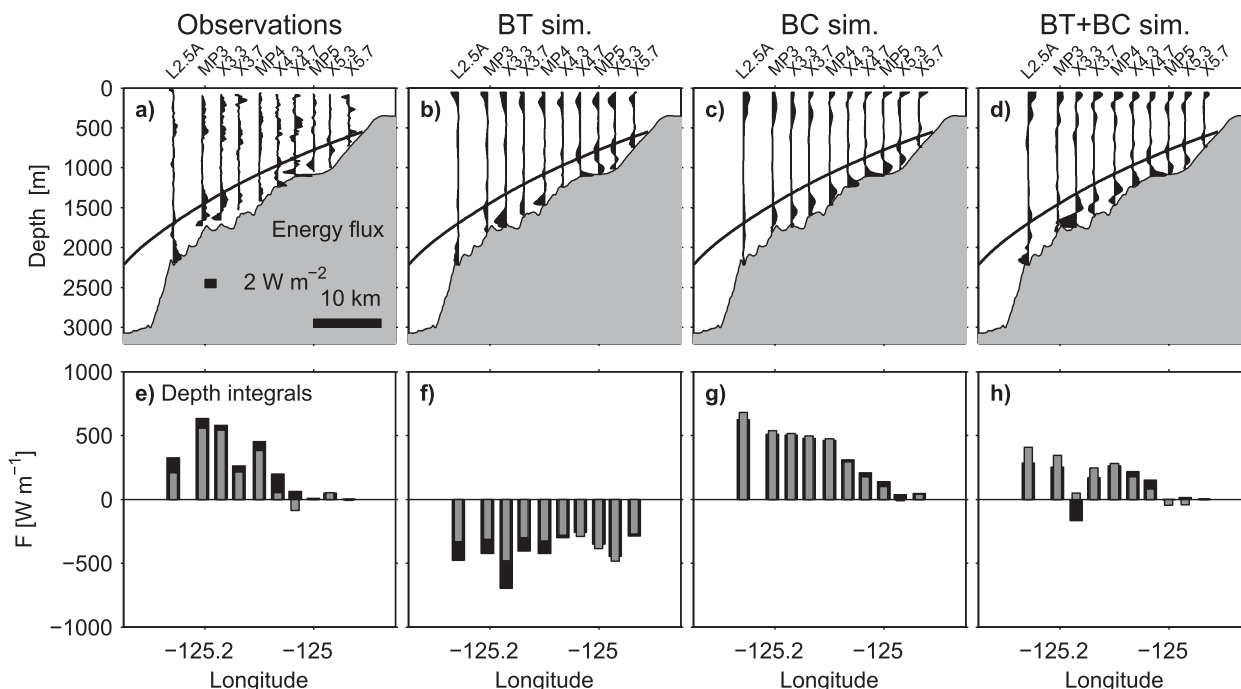 Observations BT sim. BC sim. BT+BC sim.
L2.5A MP3 X3.3 X3.7 MP4 X4.3 X4.7 MP5 X5.3 X5.7 L2.5A MP3 X3.3 X3.7 MP4 X4.3 X4.7 MP5 X5.3 X5.7 L2.5A MP3 X3.3 X3.7 MP4 X4.3 X4.7 MP5 X5.3 X5.7 L2.5A MP3 X3.3 X3.7 MP4 X4.3 X4.7 MP5 X5.3 X5.7
0
a) b) c) d)
500
1000
1500
Energy flux
2000
2 W m⁻²
2500
10 km
3000
Depth [m]
1000
e) Depth integrals f) g) h)
500
0
−500
−1000
F [W m⁻¹]
−125.2 −125 −125.2 −125 −125.2 −125 −125.2 −125
Longitude Longitude Longitude Longitude